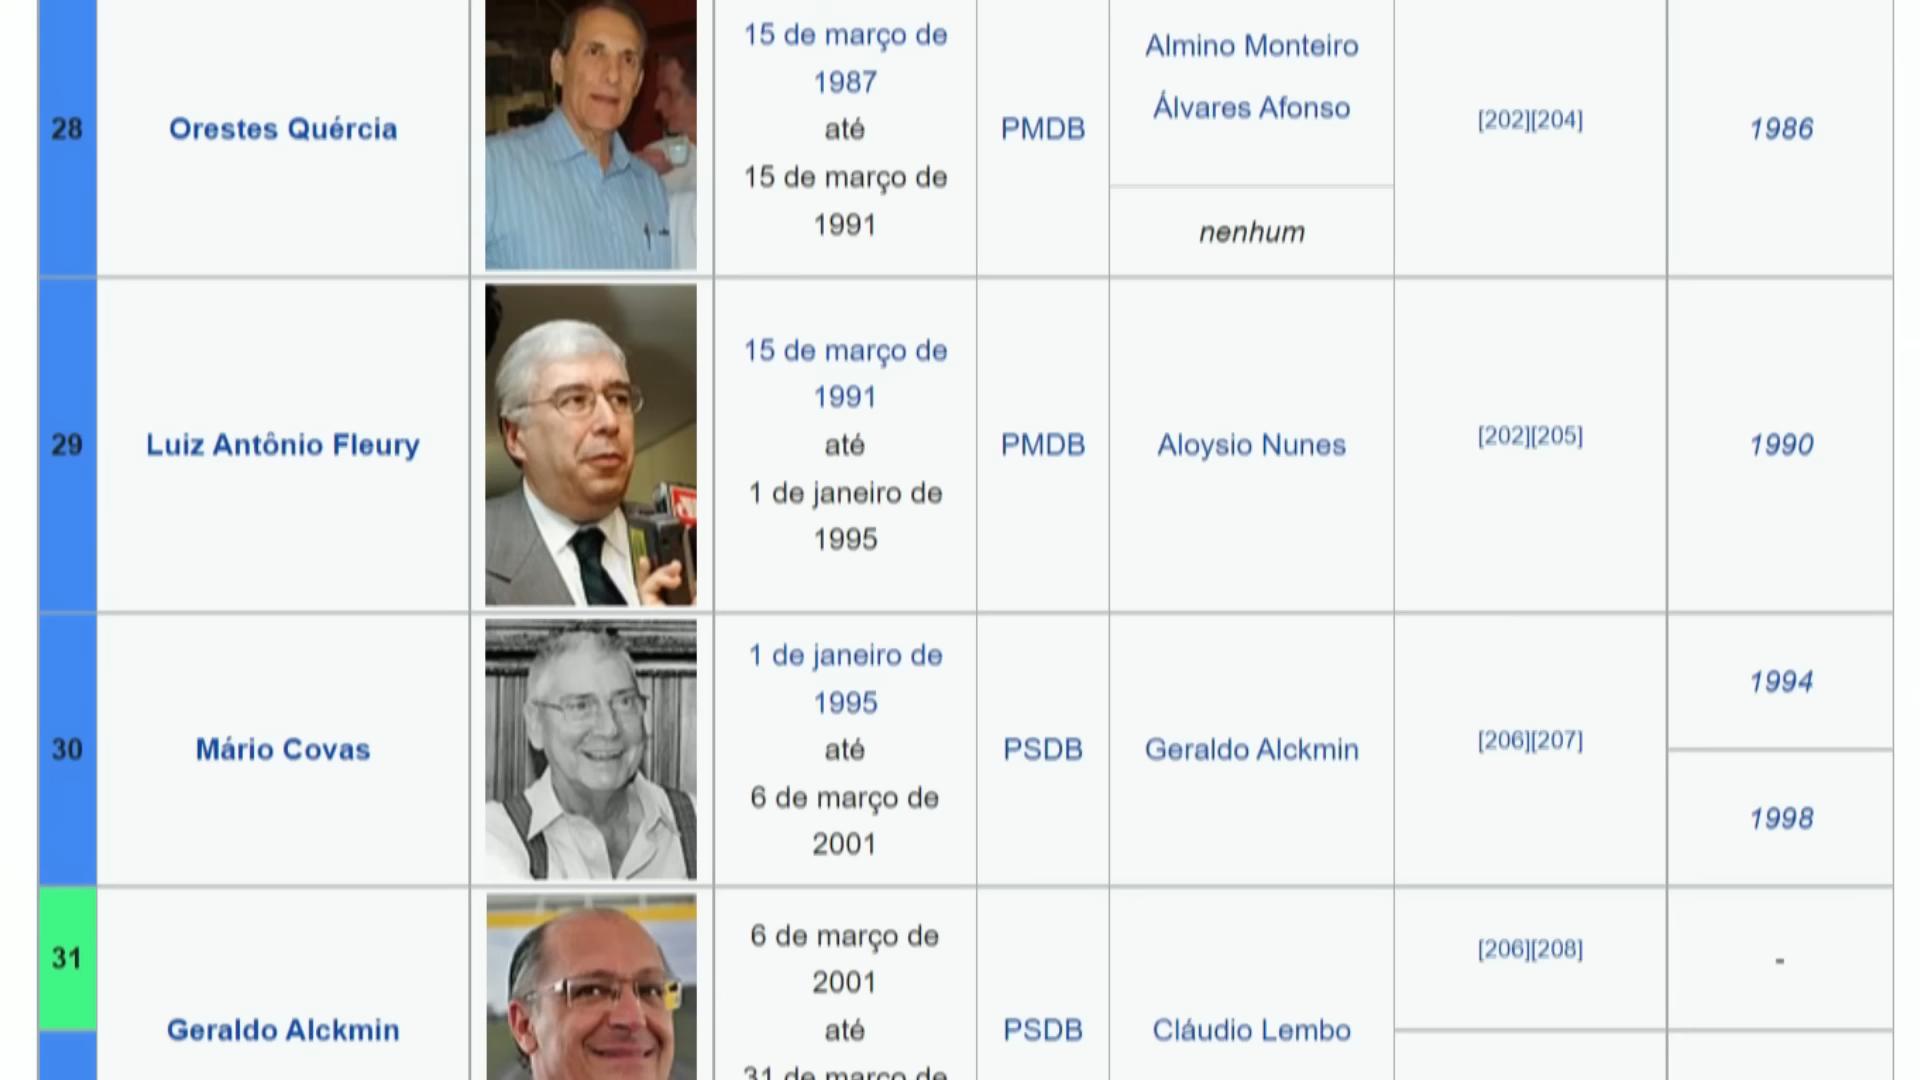 28
Orestes Quércia
15 de março de
1987
até
15 de março de
1991
PMDB
Almino Monteiro
Álvares Afonso
nenhum
[202][204]
1986
29
Luiz Antônio Fleury
15 de março de
1991
até
1 de janeiro de
1995
PMDB
Aloysio Nunes
[202][205]
1990
30
Mário Covas
1 de janeiro de
1995
até
6 de março de
2001
PSDB
Geraldo Alckmin
[206][207]
1994
1998
31
Geraldo Alckmin
6 de março de
2001
até
31 de março de
PSDB
Cláudio Lembo
[206][208]
-